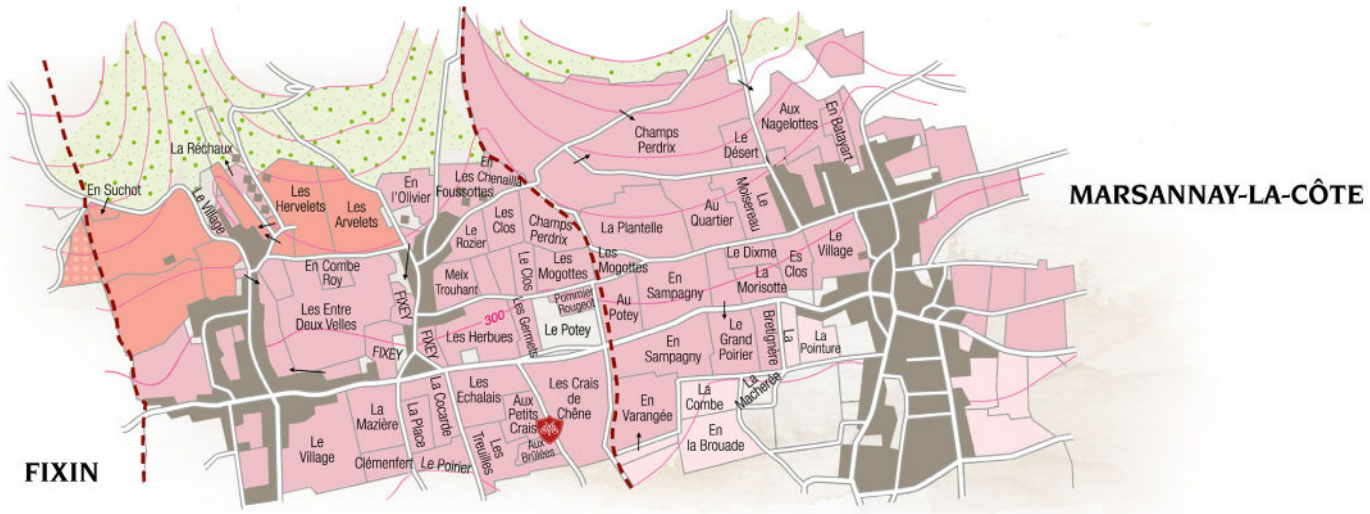 MARSANNAY-LA-CÔTE
FIXIN
La Réchaux
En Suchot
Le Village
Les
Hervelets
Les
Arvelets
En
l'Olivier
En
Les Chenailla
Foussottes
Champs
Perdrix
Le
Désert
Aux
Nagelottes
En Batayart
Le
Moisereau
Au
Quartier
La Plantelle
Les
Clos
Le
Rozier
Champs
Perdrix
En Combe
Roy
Meix
Trouhant
Le Clos
Les
Mogottes
Les
Mogottes
En
Sampagny
Le Dixme
La
Morisotte
Es
Clos
Le
Village
Les Entre
Deux Velles
FIXEY
FIXEY
FIXEY
300
Les Herbues
Les Germets
Pommier
Rougeot
Le Potey
Au
Potey
En
Sampagny
Le
Grand
Poirier
Bretignère
La
La
Pointure
La
Macherée
La
Combe
En
la Brouade
En
Varangée
Les Crais
de
Chêne
Les
Echalais
Aux
Petits
Crais
Aux
Brûlées
Les
Treuilles
La Cocarde
La Place
La
Mazière
Le
Village
Clémenfert
Le Poirier